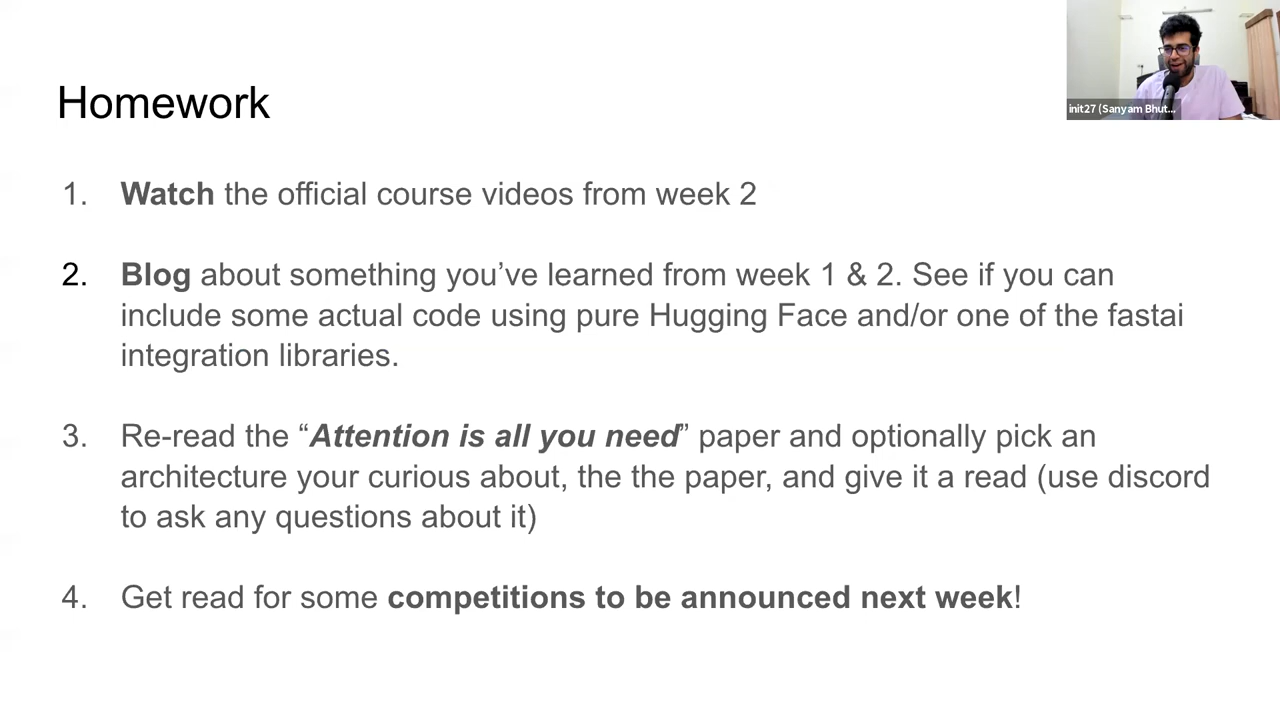 Homework
init27 (Sanyam Bhut...
1. Watch the official course videos from week 2
2. Blog about something you’ve learned from week 1 & 2. See if you can
include some actual code using pure Hugging Face and/or one of the fastai
integration libraries.
3. Re-read the “Attention is all you need” paper and optionally pick an
architecture your curious about, the the paper, and give it a read (use discord
to ask any questions about it)
4. Get read for some competitions to be announced next week!